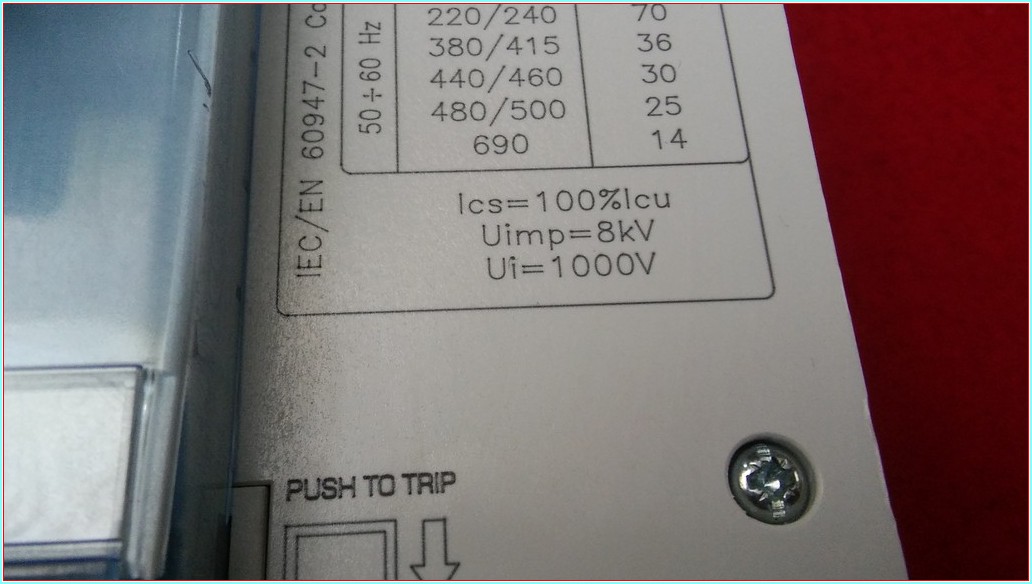 IEC/EN 60947-2
50÷60 Hz
220/240 70
380/415 36
440/460 30
480/500 25
690 14
Ics=100%Icu
Uimp=8kV
Ui=1000V
PUSH TO TRIP